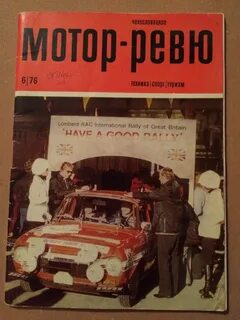 чехословацкое
МОТОР-РЕВЮ
6/76
техника | спорт | туризм
Lombard RAC International Rally of Great Britain
'HAVE A GOOD RALLY'